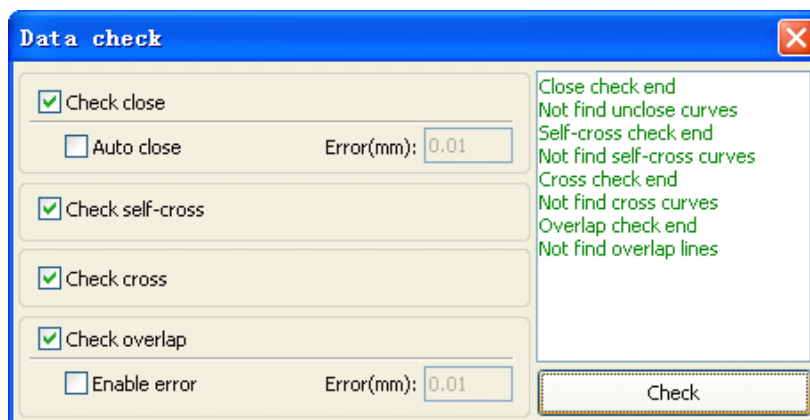 Data check
Check close
Auto close Error(mm): 0.01
Check self-cross
Check cross
Check overlap
Enable error Error(mm): 0.01
Close check end
Not find unclose curves
Self-cross check end
Not find self-cross curves
Cross check end
Not find cross curves
Overlap check end
Not find overlap lines
Check